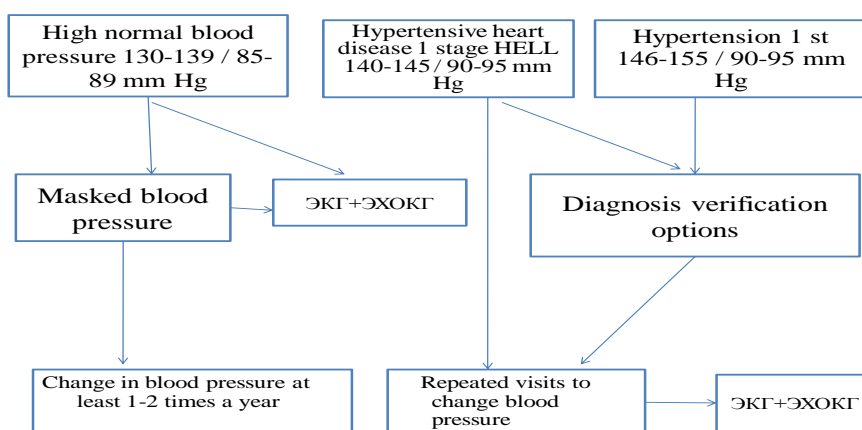 High normal blood
pressure 130-139 / 85-
89 mm Hg
Hypertensive heart
disease 1 stage HELL
140-145 / 90-95 mm
Hg
Hypertension 1 st
146-155 / 90-95 mm
Hg
Masked blood
pressure
ЭКГ+ЭХОКГ
Diagnosis verification
options
Change in blood pressure at
least 1-2 times a year
Repeated visits to
change blood
pressure
ЭКГ+ЭХОКГ